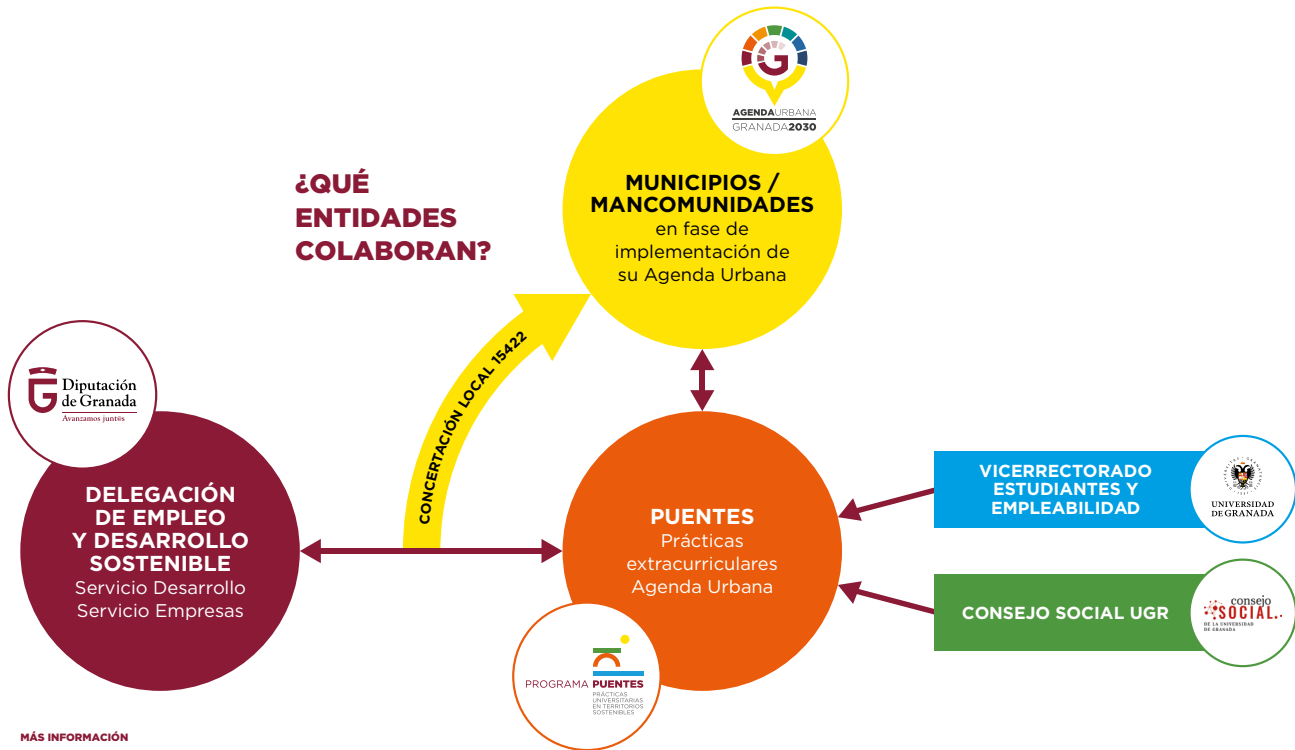 AGENDAURBANA
GRANADA2030
¿QUÉ
ENTIDADES
COLABORAN?
MUNICIPIOS /
MANCOMUNIDADES
en fase de
implementación de
su Agenda Urbana
CONCERTACIÓN LOCAL 15422
Diputación
de Granada
Avanzamos juntos
DELEGACIÓN
DE EMPLEO
Y DESARROLLO
SOSTENIBLE
Servicio Desarrollo
Servicio Empresas
PUENTES
Prácticas
extracurriculares
Agenda Urbana
PROGRAMA PUENTES
PRÁCTICAS
UNIVERSITARIAS
EN TERRITORIOS
SOSTENIBLES
VICERRECTORADO
ESTUDIANTES Y
EMPLEABILIDAD
UNIVERSIDAD
DE GRANADA
CONSEJO SOCIAL UGR
consejo
SOCIAL
DE LA UNIVERSIDAD
DE GRANADA
MÁS INFORMACIÓN